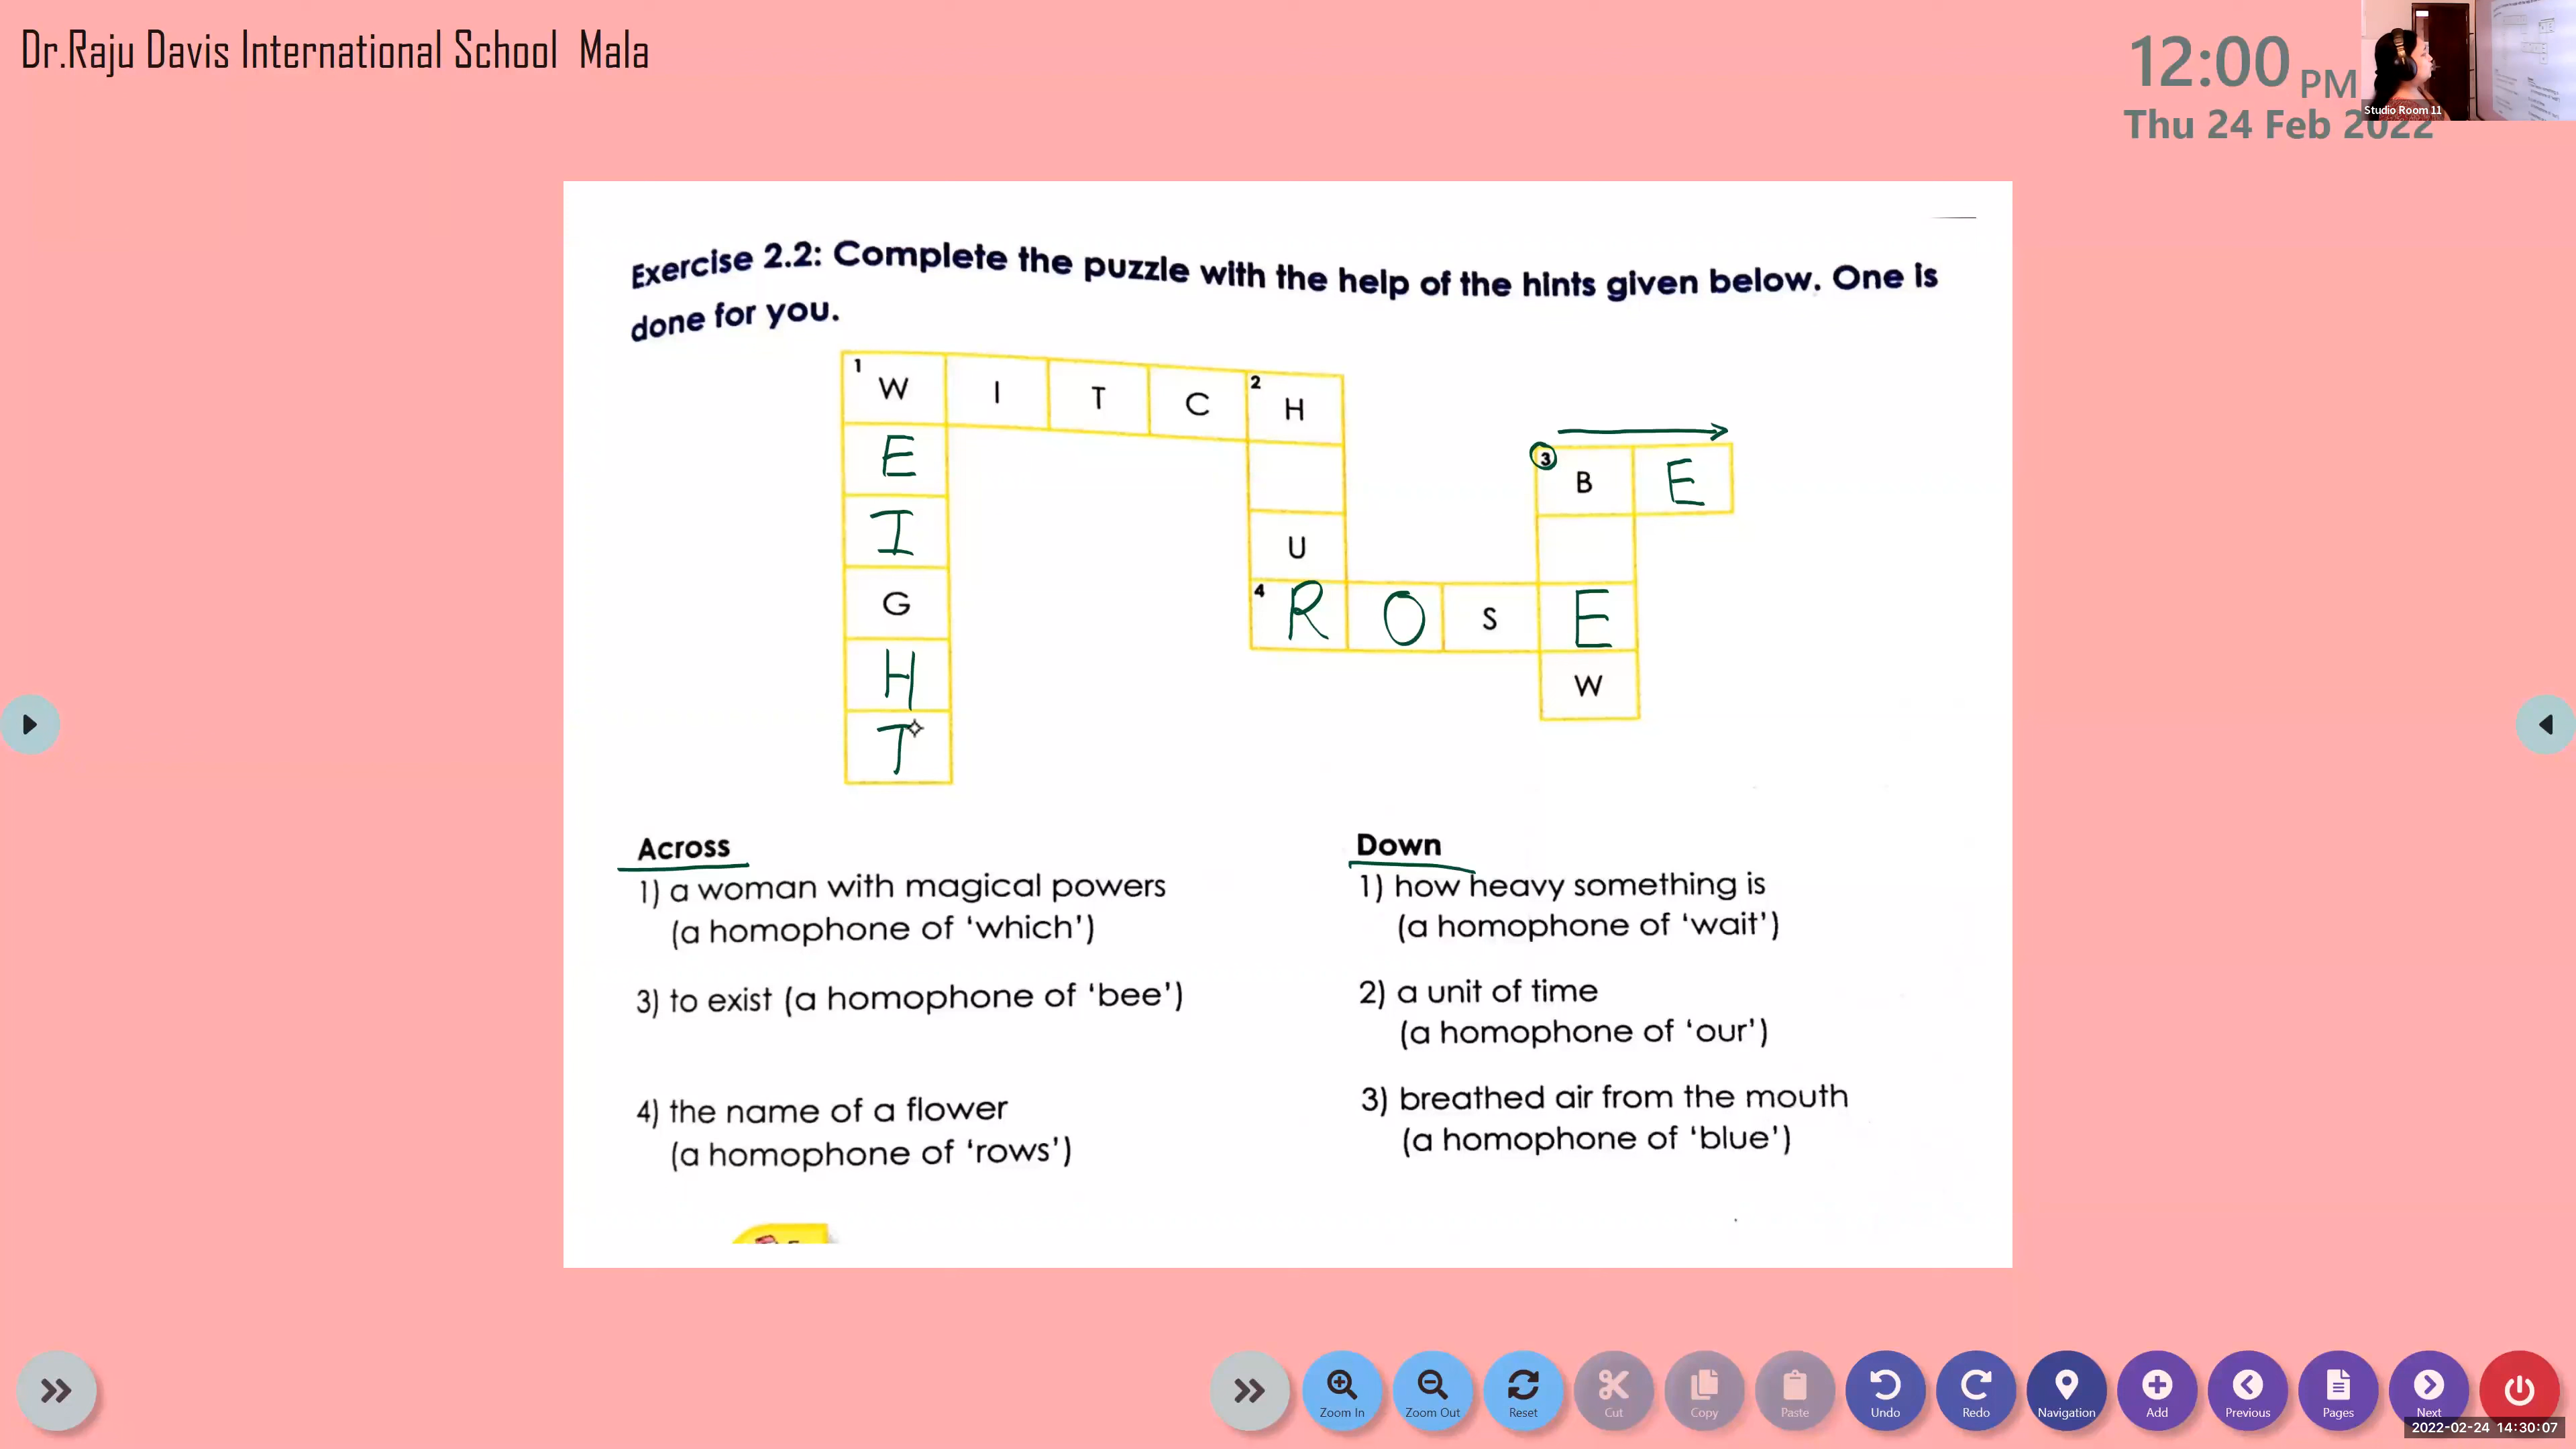 Dr.Raju Davis International School Mala
12:00 PM
Thu 24 Feb 2022
Studio Room 11
Exercise 2.2: Complete the puzzle with the help of the hints given below. One is
done for you.
1 W I T C 2 H
E
3 B E
I
U
G
4 R O S E
H
W
T
Across
1) a woman with magical powers
(a homophone of ‘which’)
3) to exist (a homophone of ‘bee’)
4) the name of a flower
(a homophone of ‘rows’)
Down
1) how heavy something is
(a homophone of ‘wait’)
2) a unit of time
(a homophone of ‘our’)
3) breathed air from the mouth
(a homophone of ‘blue’)
Zoom In Zoom Out Reset Cut Copy Paste Undo Redo Navigation Add Previous Pages Next
2022-02-24 14:30:07